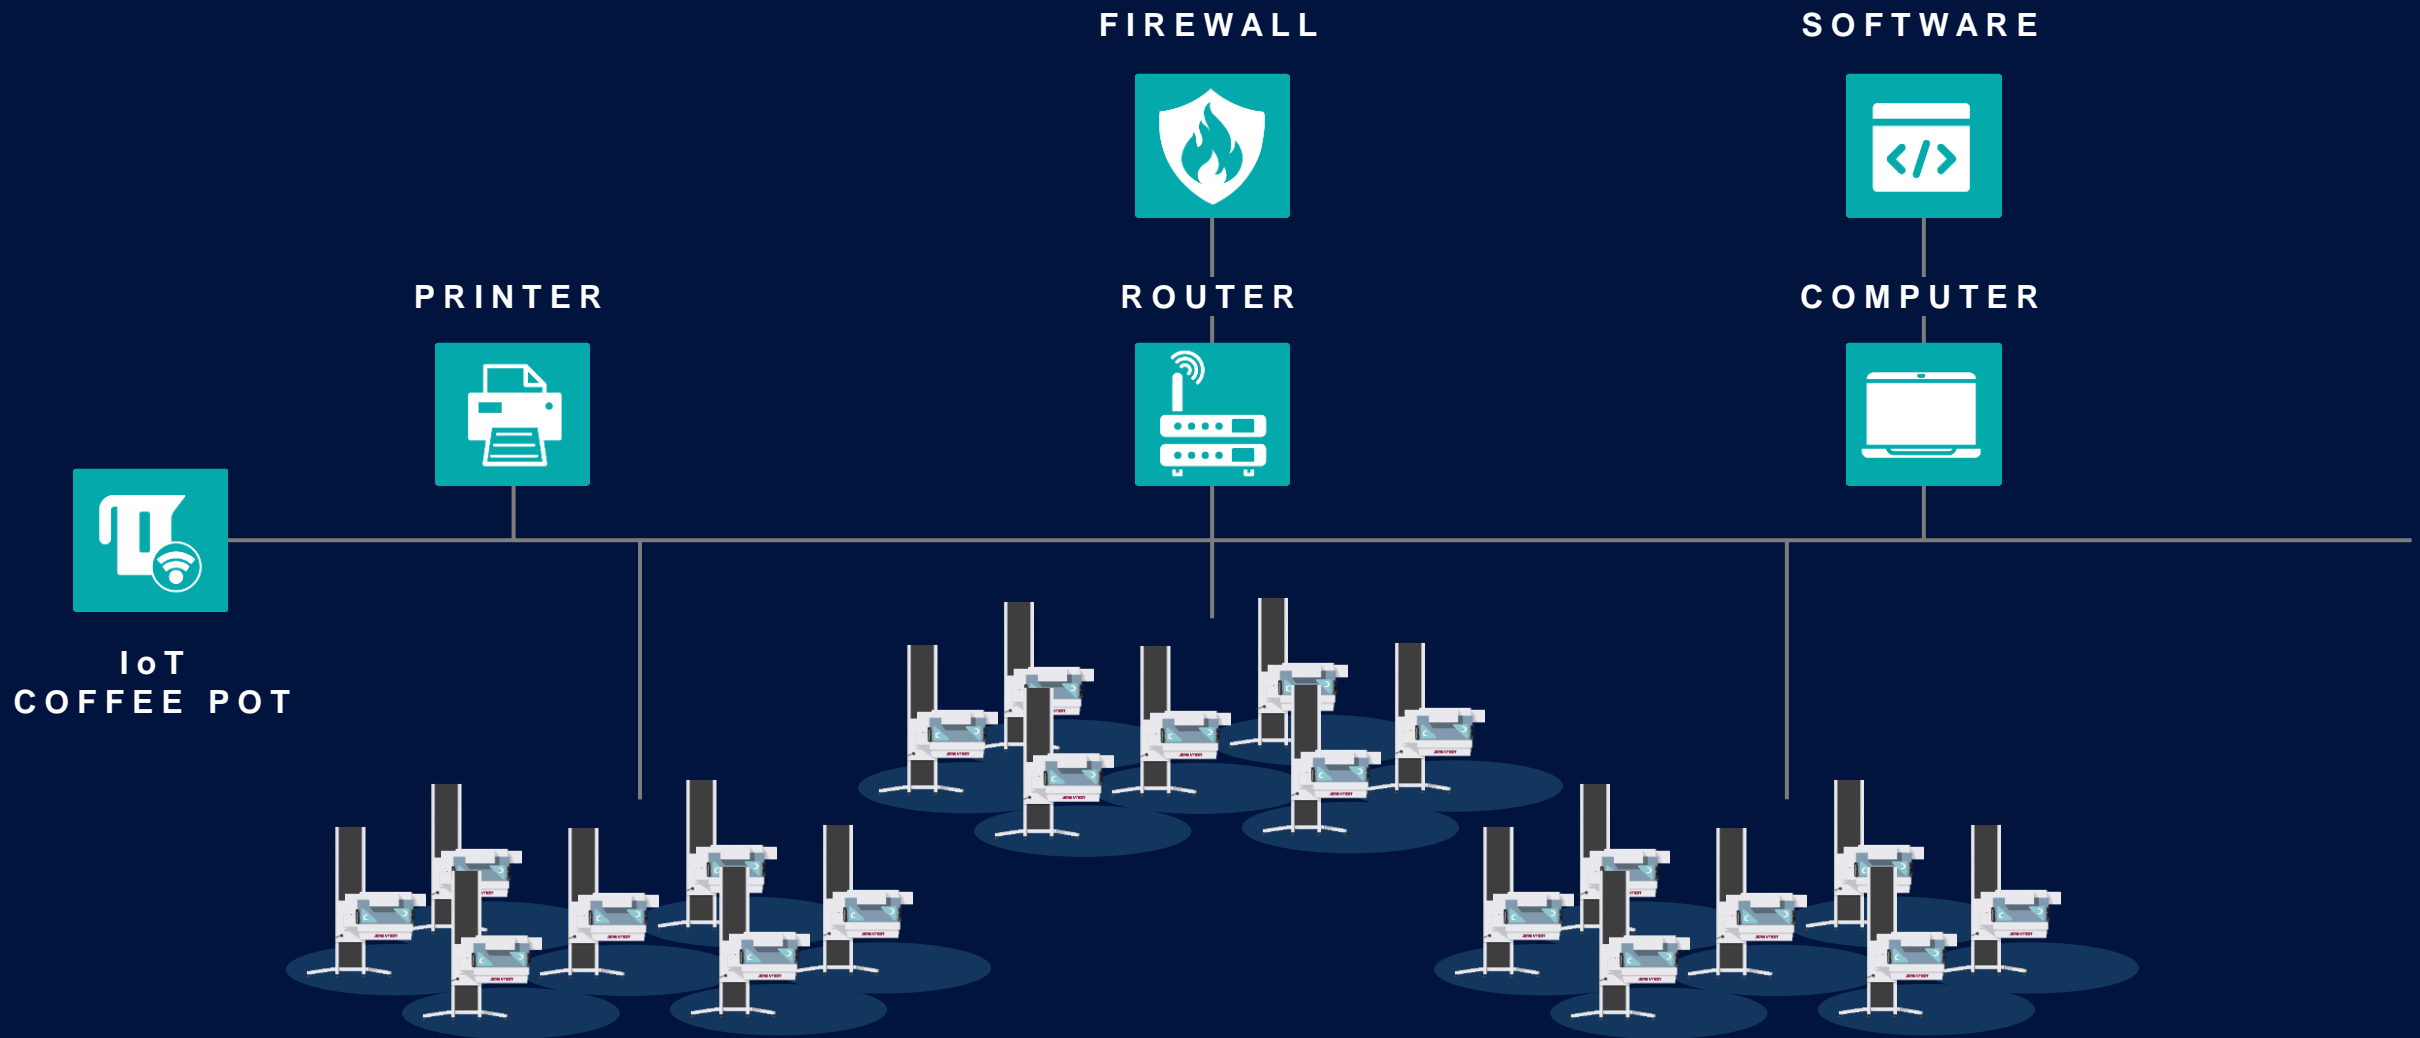 FIREWALL
SOFTWARE
PRINTER
ROUTER
COMPUTER
IoT
COFFEE POT